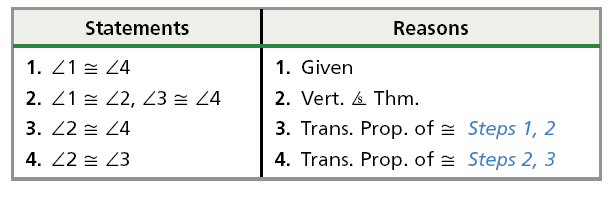 Statements Reasons
1. ∠1 ≅ ∠4 1. Given
2. ∠1 ≅ ∠2, ∠3 ≅ ∠4 2. Vert. ∠s Thm.
3. ∠2 ≅ ∠4 3. Trans. Prop. of ≅ Steps 1, 2
4. ∠2 ≅ ∠3 4. Trans. Prop. of ≅ Steps 2, 3